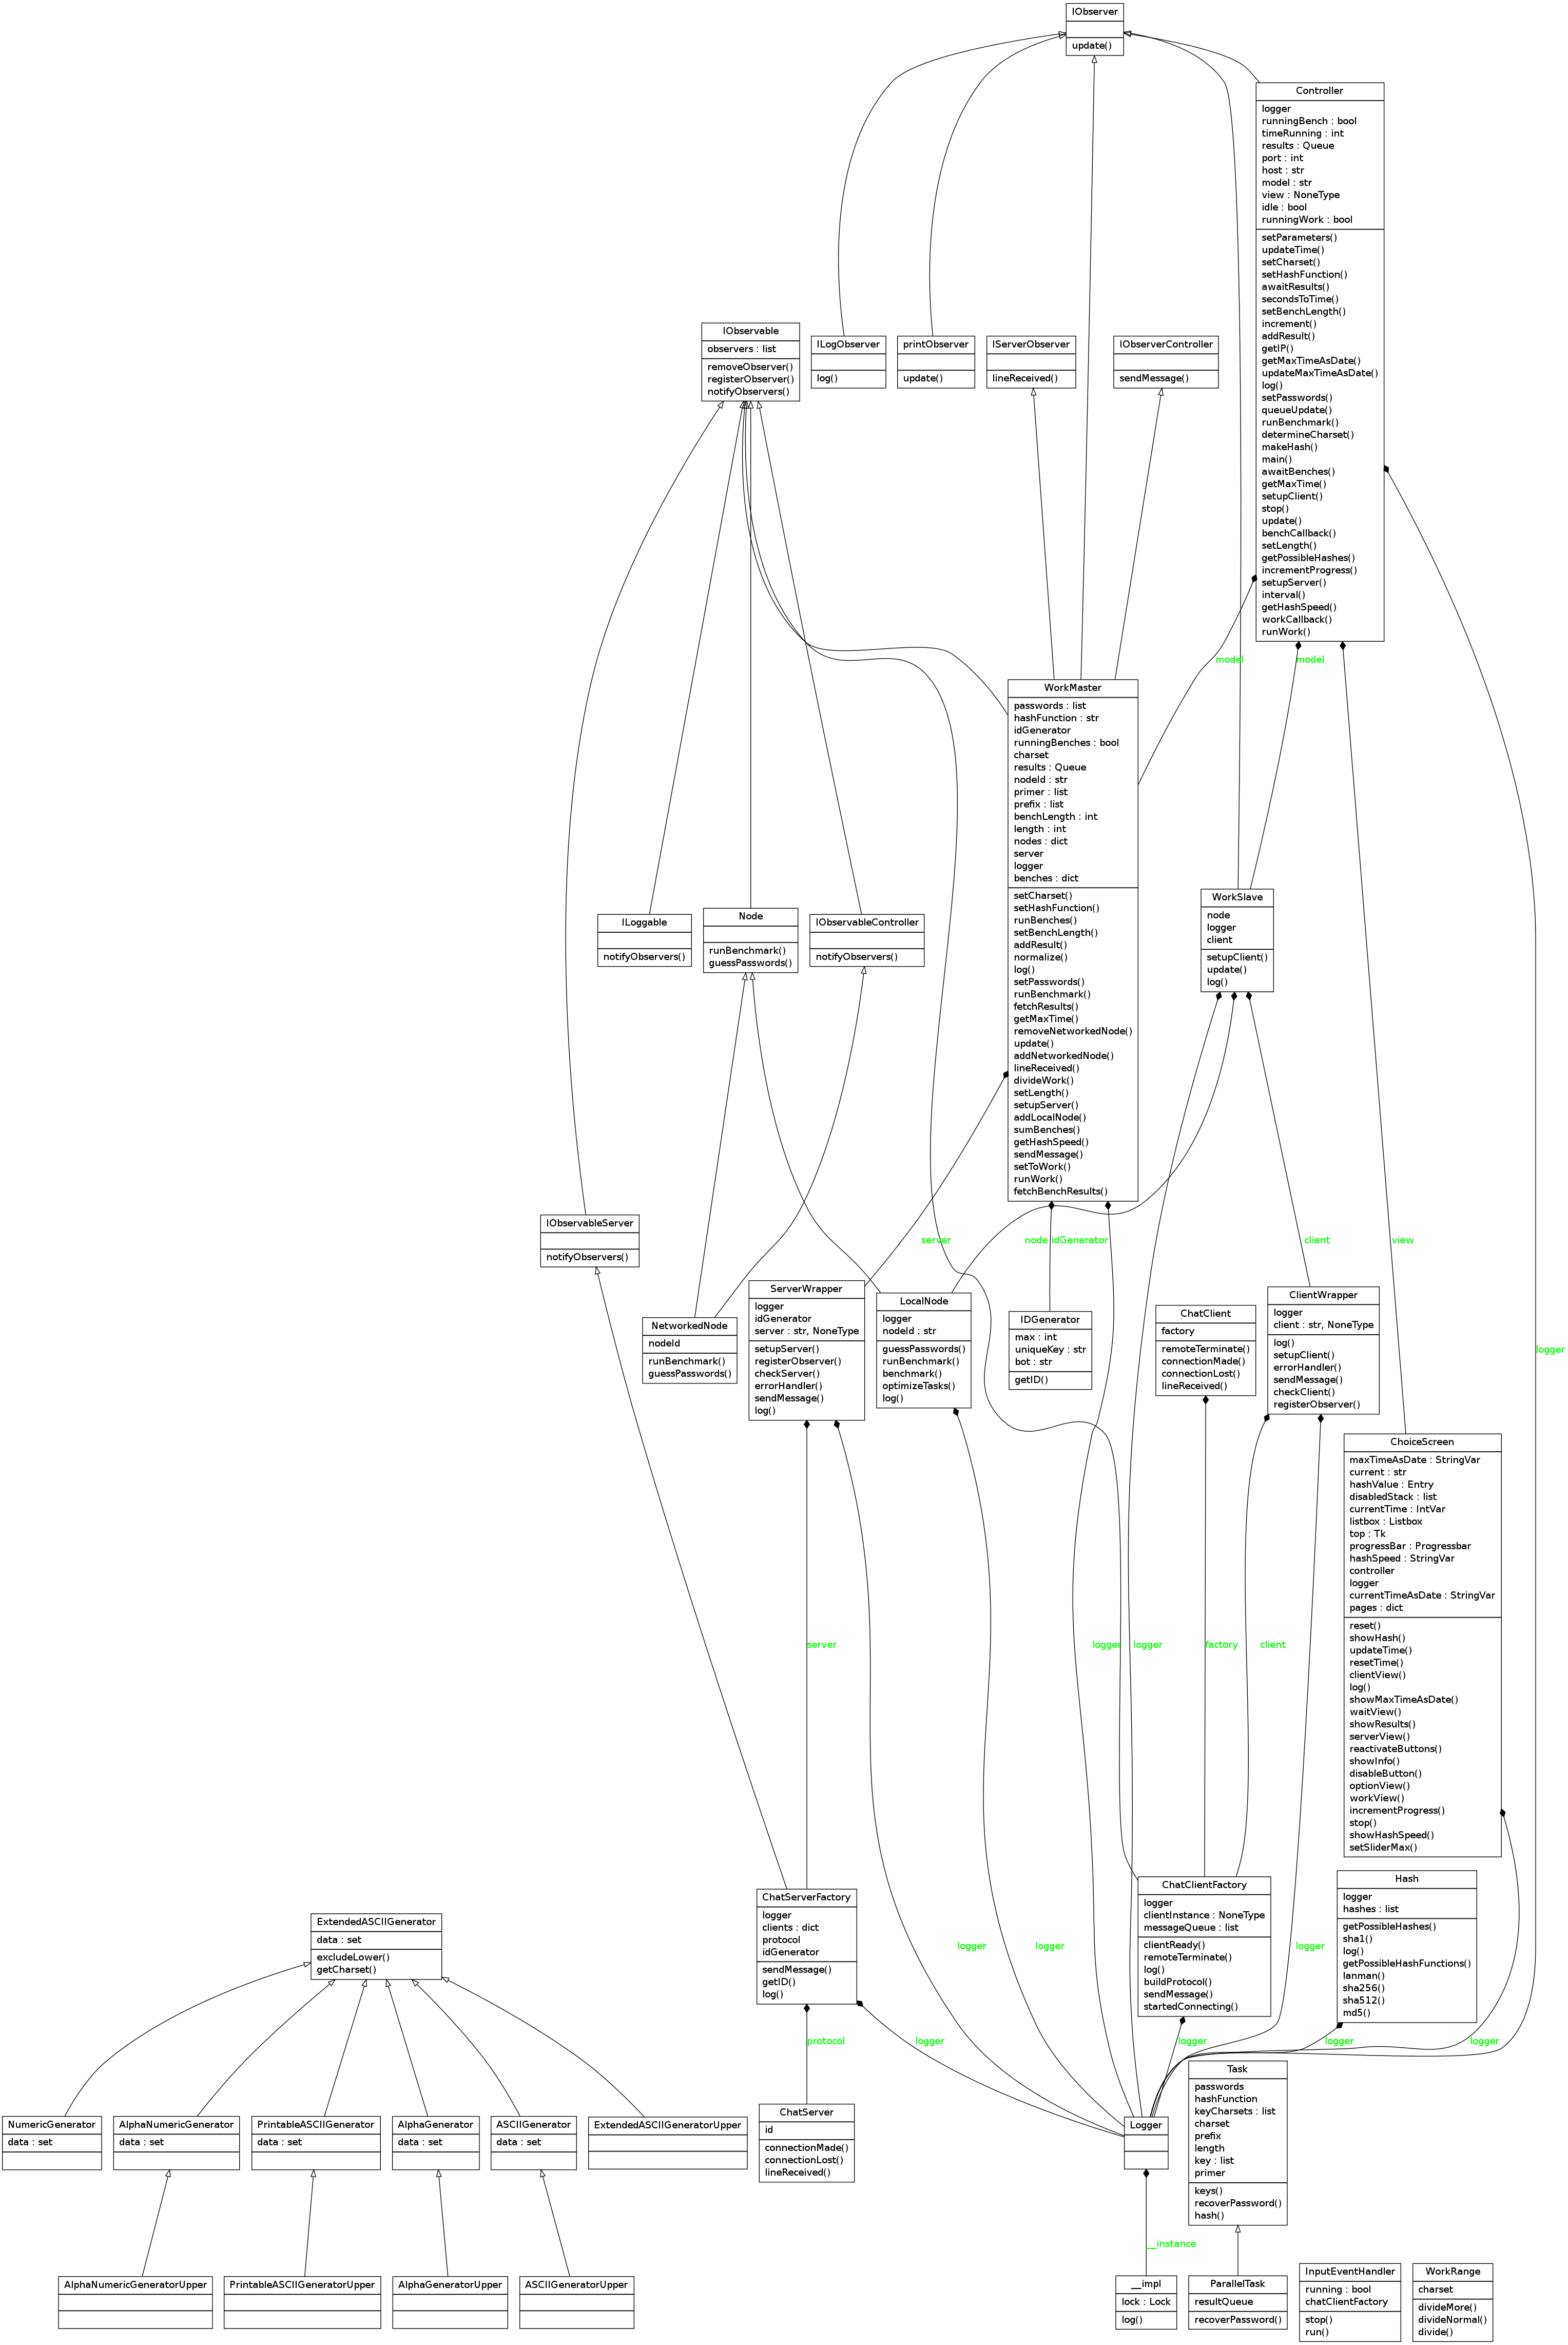 IObserver
update()
Controller
logger
runningBench : bool
timeRunning : int
results : Queue
port : int
host : str
model : str
view : NoneType
idle : bool
runningWork : bool
setParameters()
updateTime()
setCharset()
setHashFunction()
awaitResults()
secondsToTime()
setBenchLength()
increment()
addResult()
getIP()
getMaxTimeAsDate()
updateMaxTimeAsDate()
log()
setPasswords()
queueUpdate()
runBenchmark()
determineCharset()
makeHash()
main()
awaitBenches()
getMaxTime()
setupClient()
stop()
update()
benchCallback()
setLength()
getPossibleHashes()
incrementProgress()
setupServer()
interval()
getHashSpeed()
workCallback()
runWork()
IObservable
observers : list
removeObserver()
registerObserver()
notifyObservers()
ILogObserver
log()
printObserver
update()
IServerObserver
lineReceived()
IObserverController
sendMessage()
model
model
WorkMaster
passwords : list
hashFunction : str
idGenerator
runningBenches : bool
charset
results : Queue
nodeId : str
primer : list
prefix : list
benchLength : int
length : int
nodes : dict
server
logger
benches : dict
setCharset()
setHashFunction()
runBenches()
setBenchLength()
addResult()
normalize()
log()
setPasswords()
runBenchmark()
fetchResults()
getMaxTime()
removeNetworkedNode()
update()
addNetworkedNode()
lineReceived()
divideWork()
setLength()
setupServer()
addLocalNode()
sumBenches()
getHashSpeed()
sendMessage()
setToWork()
runWork()
fetchBenchResults()
ILoggable
notifyObservers()
Node
runBenchmark()
guessPasswords()
IObservableController
notifyObservers()
WorkSlave
node
logger
client
setupClient()
update()
log()
IObservableServer
notifyObservers()
server
node
idGenerator
client
view
logger
NetworkedNode
nodeId
runBenchmark()
guessPasswords()
ServerWrapper
logger
idGenerator
server : str, NoneType
setupServer()
registerObserver()
checkServer()
errorHandler()
sendMessage()
log()
LocalNode
logger
nodeId : str
guessPasswords()
runBenchmark()
benchmark()
optimizeTasks()
log()
IDGenerator
max : int
uniqueKey : str
bot : str
getID()
ChatClient
factory
remoteTerminate()
connectionMade()
connectionLost()
lineReceived()
ClientWrapper
logger
client : str, NoneType
log()
setupClient()
errorHandler()
sendMessage()
checkClient()
registerObserver()
ChoiceScreen
maxTimeAsDate : StringVar
current : str
hashValue : Entry
disabledStack : list
currentTime : IntVar
listbox : Listbox
top : Tk
progressBar : Progressbar
hashSpeed : StringVar
controller
logger
currentTimeAsDate : StringVar
pages : dict
reset()
showHash()
updateTime()
resetTime()
clientView()
log()
showMaxTimeAsDate()
waitView()
showResults()
serverView()
reactivateButtons()
showInfo()
disableButton()
optionView()
workView()
incrementProgress()
stop()
showHashSpeed()
setSliderMax()
server
logger
logger
factory
client
ChatServerFactory
logger
clients : dict
protocol
idGenerator
sendMessage()
getID()
log()
logger
logger
logger
ChatClientFactory
logger
clientInstance : NoneType
messageQueue : list
clientReady()
remoteTerminate()
log()
buildProtocol()
sendMessage()
startedConnecting()
Hash
logger
hashes : list
getPossibleHashes()
sha1()
log()
getPossibleHashFunctions()
lanman()
sha256()
sha512()
md5()
ExtendedASCIIGenerator
data : set
excludeLower()
getCharset()
protocol
logger
logger
logger
logger
NumericGenerator
data : set
AlphaNumericGenerator
data : set
PrintableASCIIGenerator
data : set
AlphaGenerator
data : set
ASCIIGenerator
data : set
ExtendedASCIIGeneratorUpper
ChatServer
id
connectionMade()
connectionLost()
lineReceived()
Logger
Task
passwords
hashFunction
keyCharsets : list
charset
prefix
length
key : list
primer
keys()
recoverPassword()
hash()
__instance
AlphaNumericGeneratorUpper
PrintableASCIIGeneratorUpper
AlphaGeneratorUpper
ASCIIGeneratorUpper
__impl
lock : Lock
log()
ParallelTask
resultQueue
recoverPassword()
InputEventHandler
running : bool
chatClientFactory
stop()
run()
WorkRange
charset
divideMore()
divideNormal()
divide()